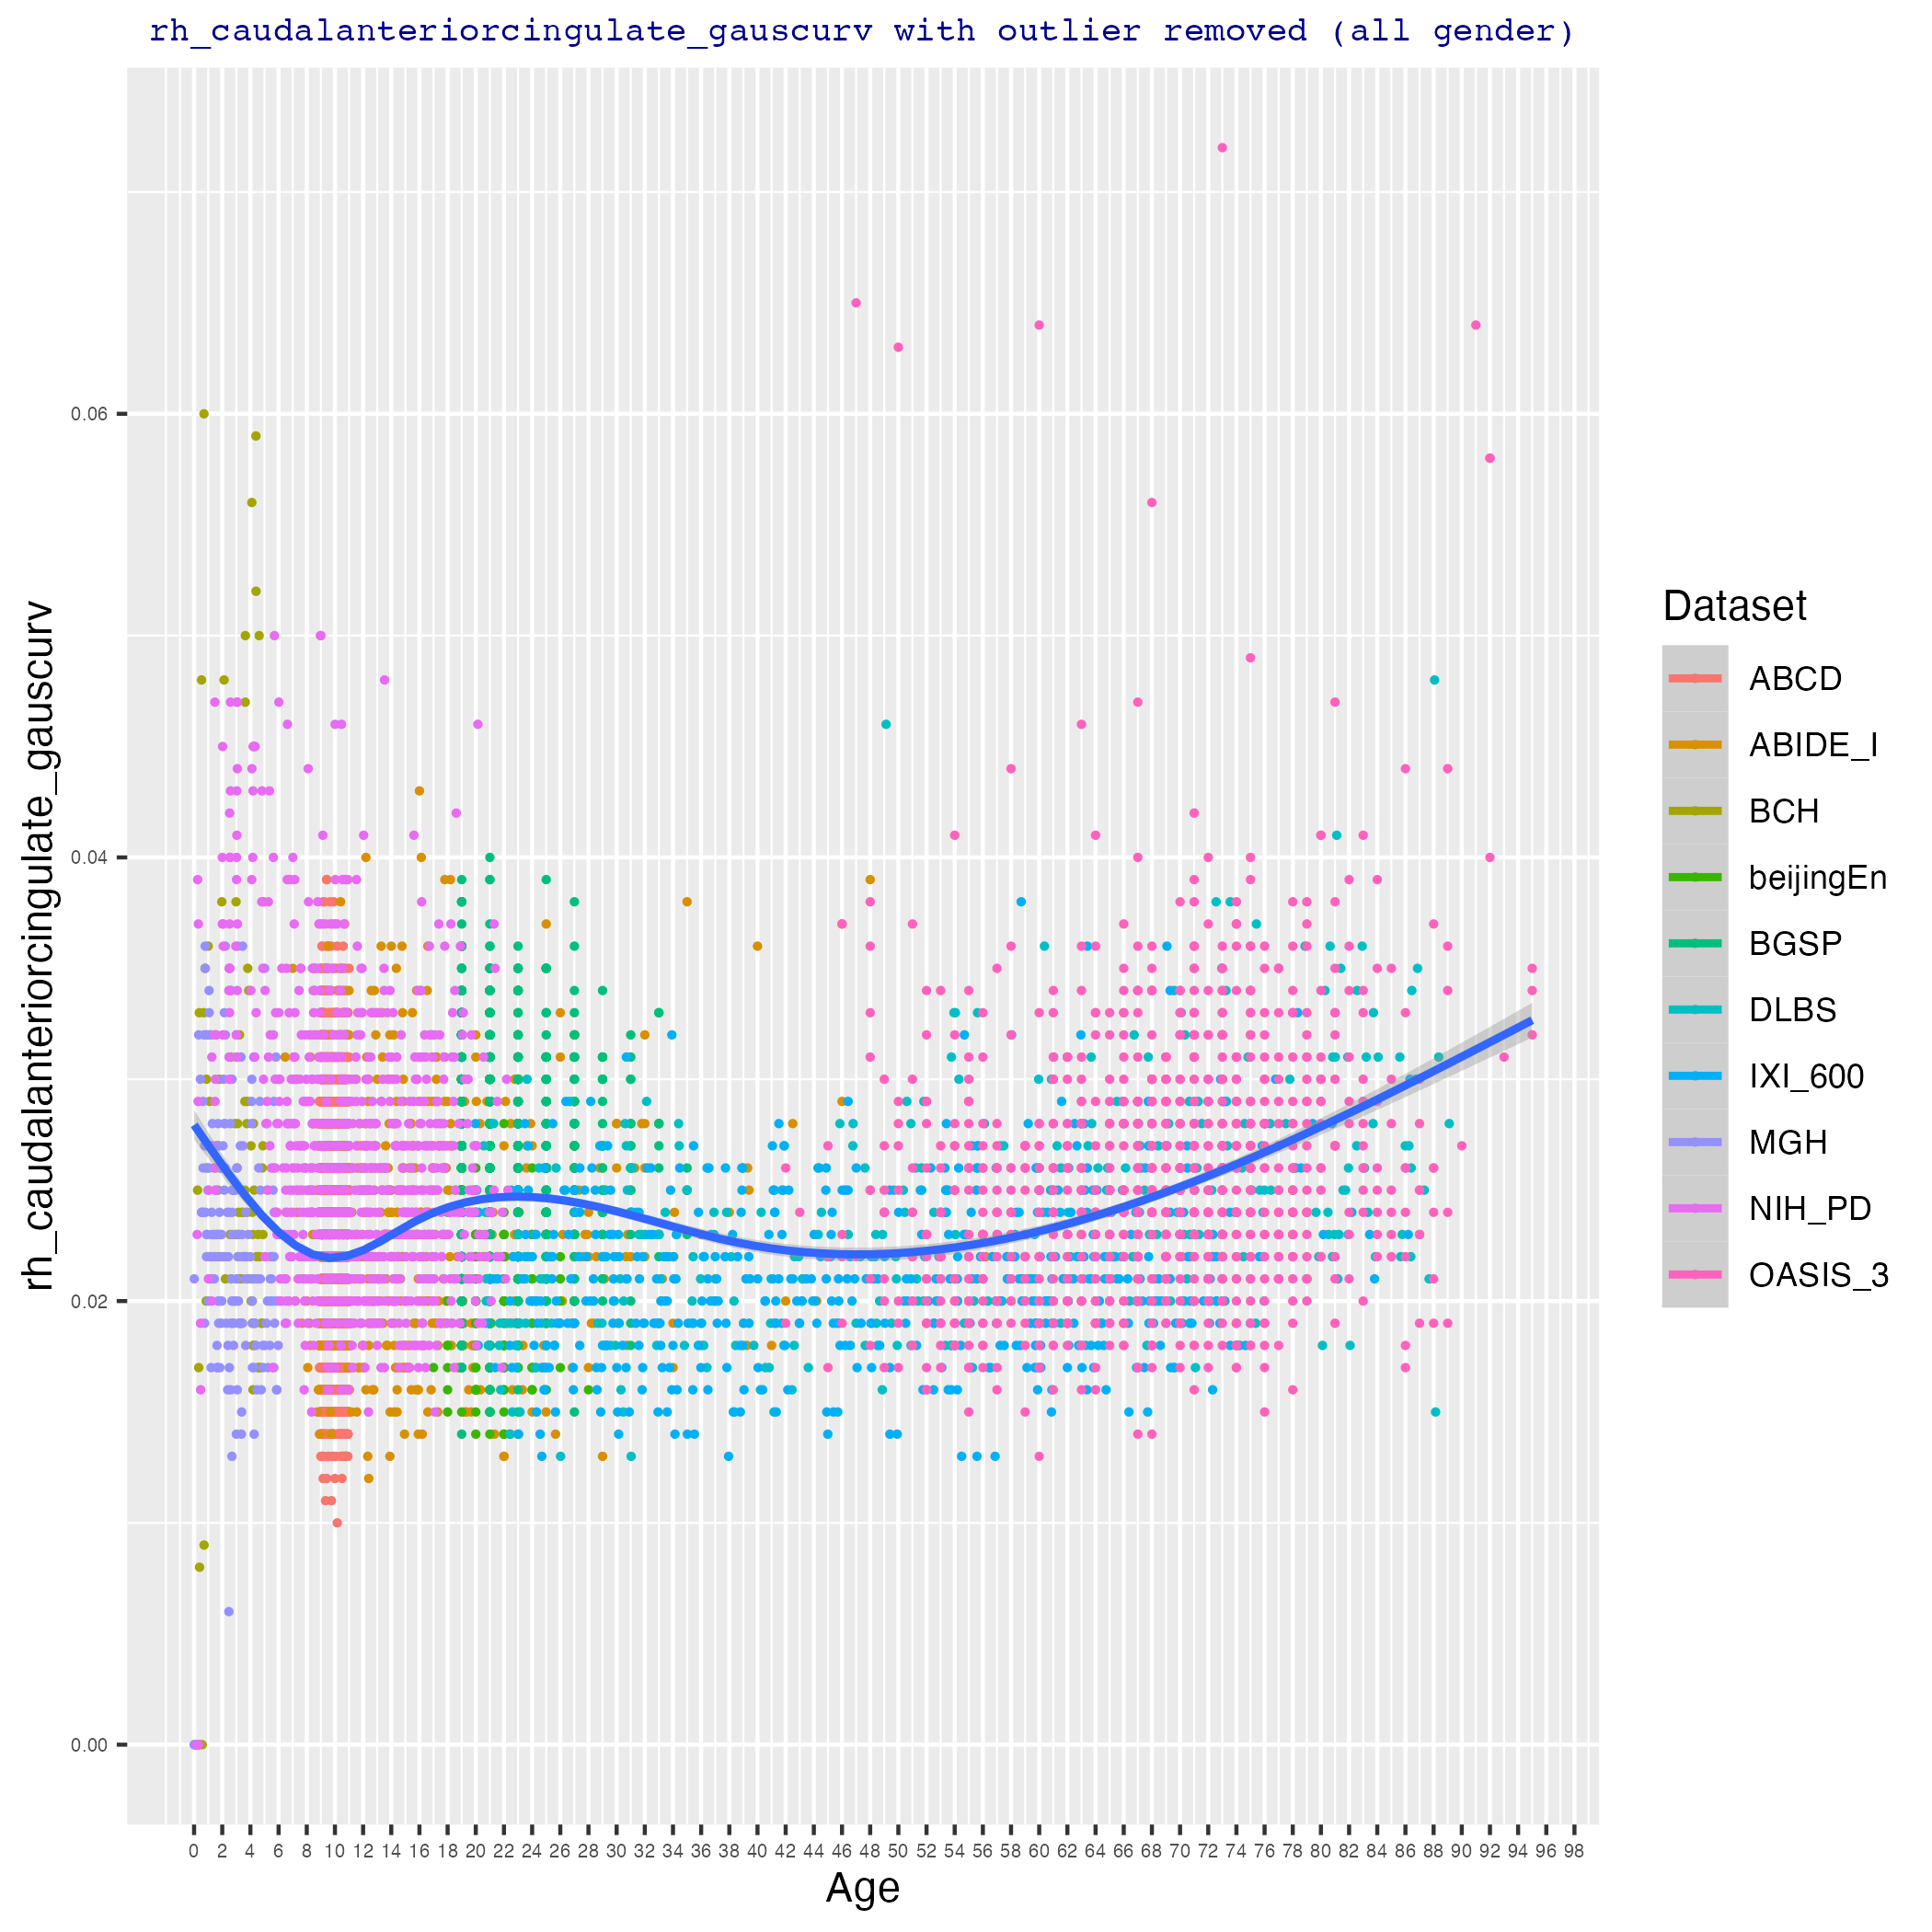 rh_caudalanteriorcingulate_gauscurv with outlier removed (all gender)
rh_caudalanteriorcingulate_gauscurv
0.06
0.04
0.02
0.00
0 2 4 6 8 10 12 14 16 18 20 22 24 26 28 30 32 34 36 38 40 42 44 46 48 50 52 54 56 58 60 62 64 66 68 70 72 74 76 78 80 82 84 86 88 90 92 94 96 98
Age
Dataset
ABCD
ABIDE_I
BCH
beijingEn
BGSP
DLBS
IXI_600
MGH
NIH_PD
OASIS_3